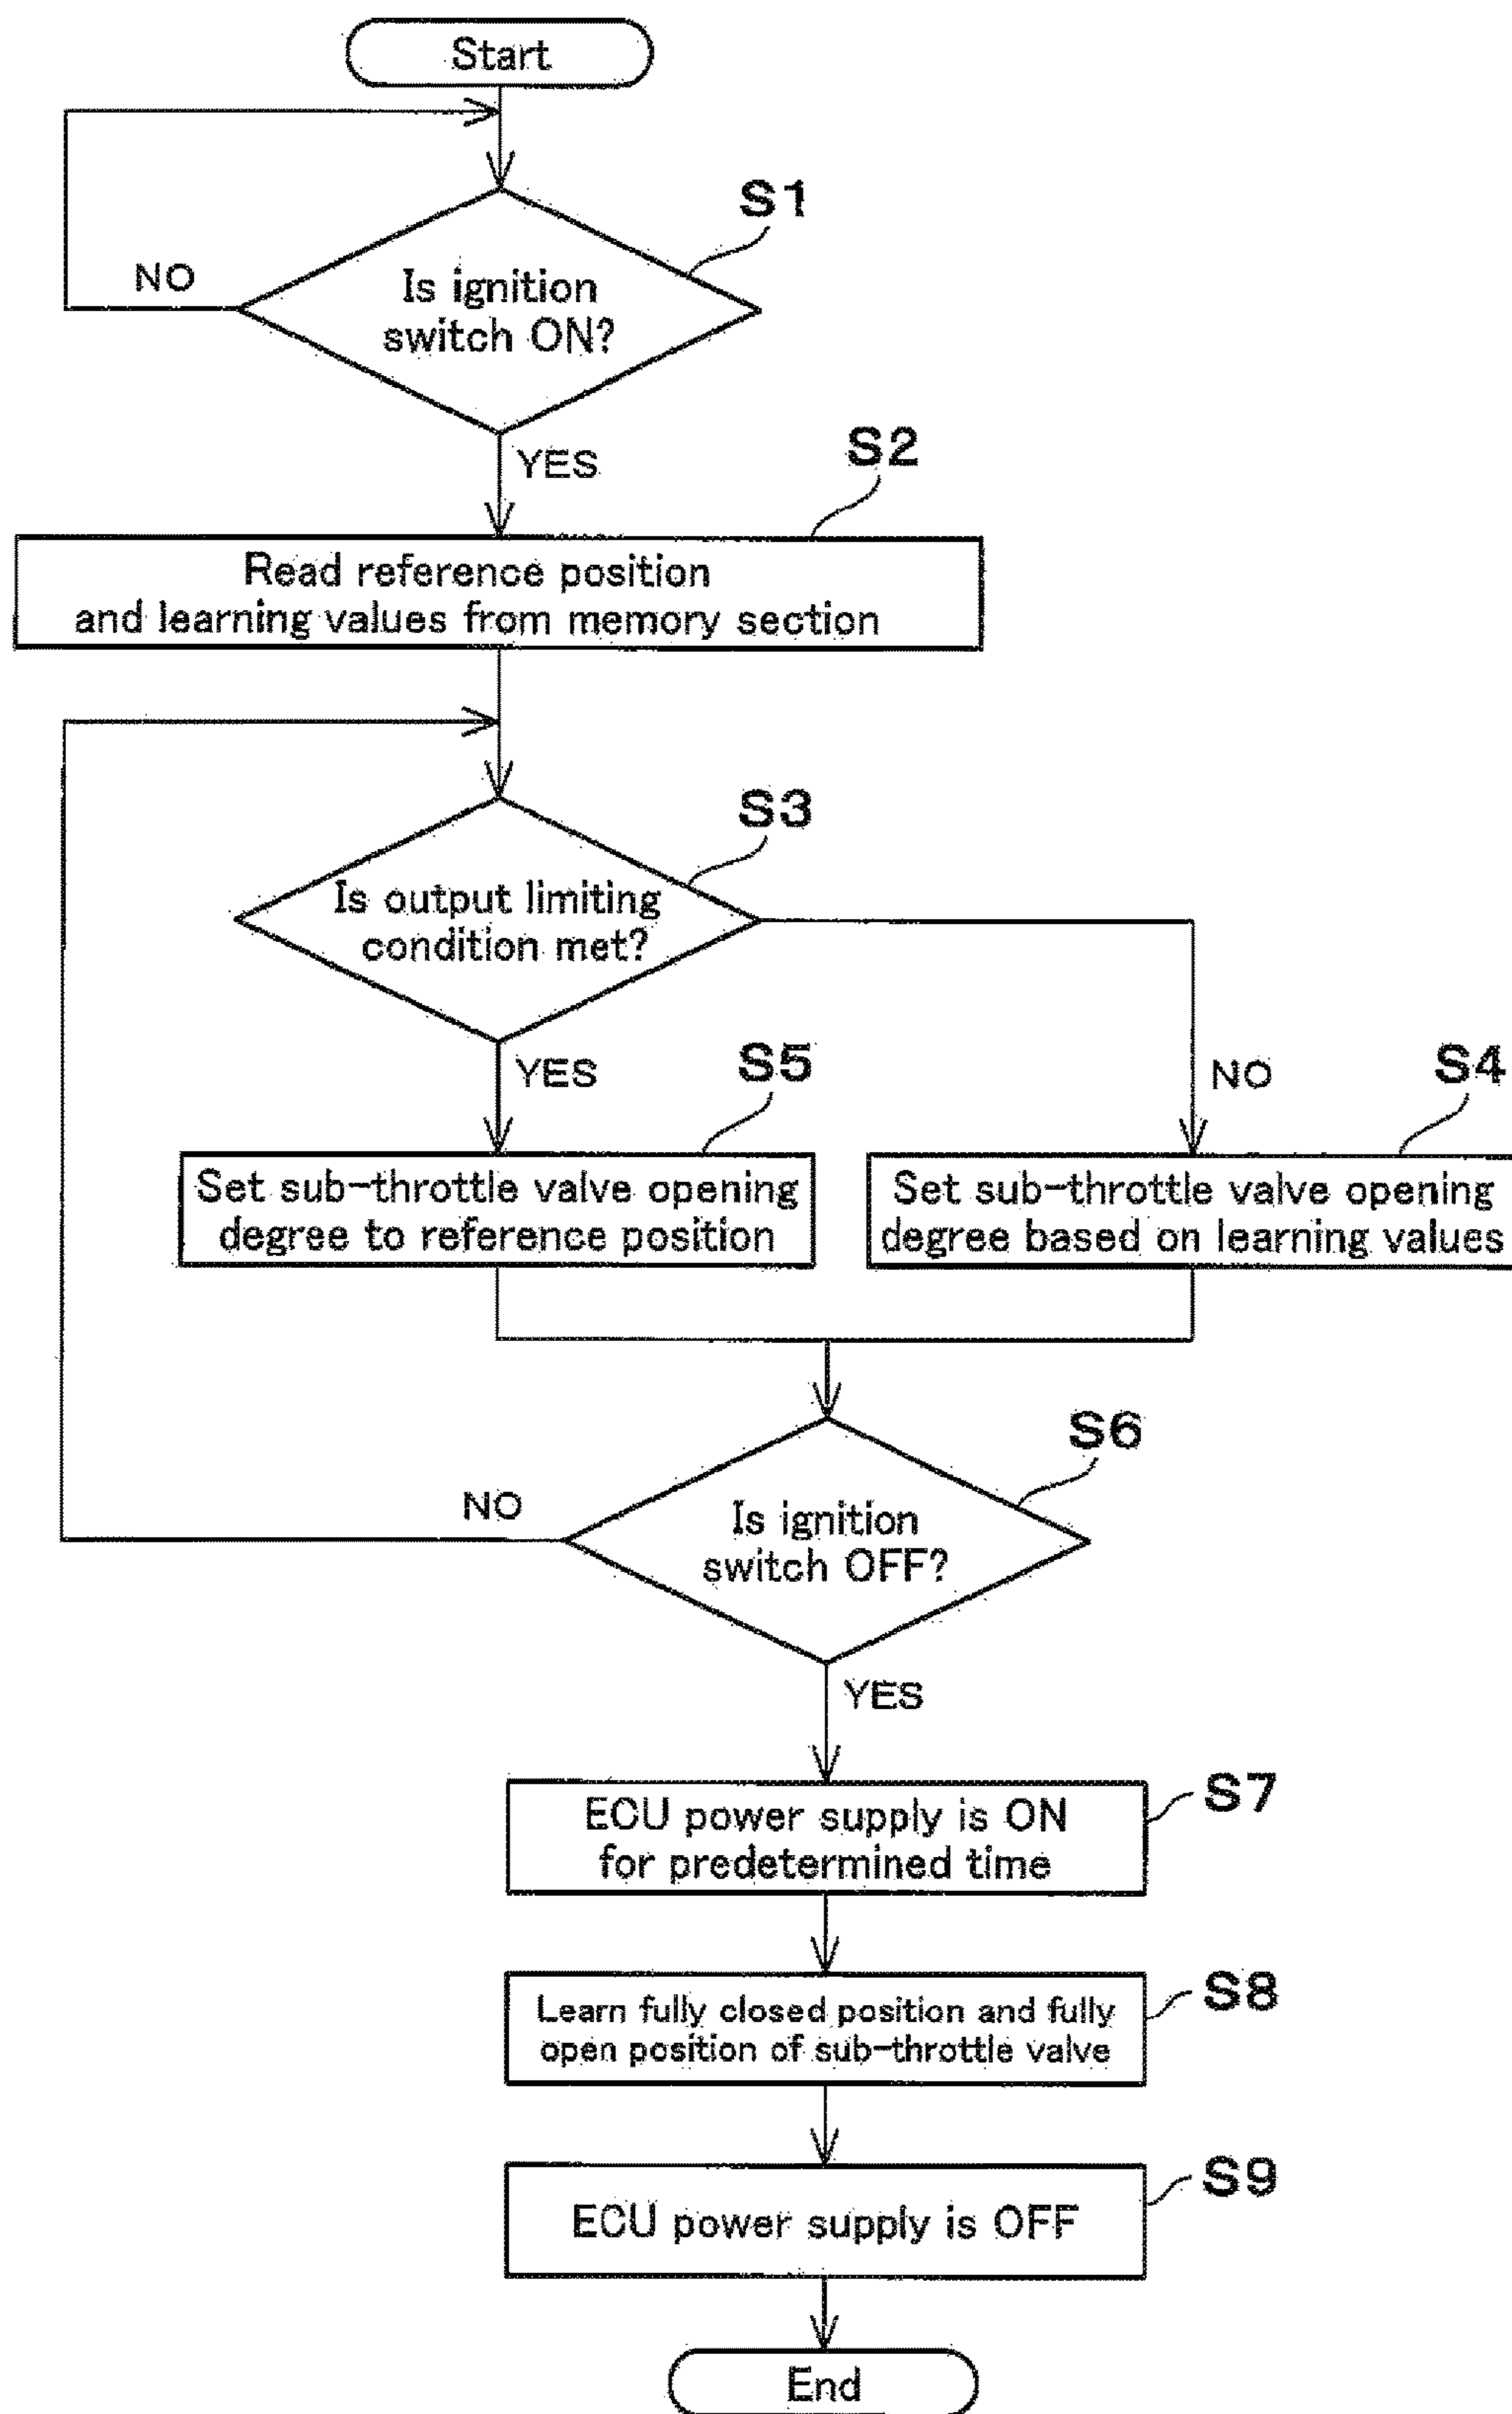 Start
S1
NO
Is ignition
switch ON?
YES
S2
Read reference position
and learning values from memory section
S3
Is output limiting
condition met?
YES
S5
NO
S4
Set sub-throttle valve opening
degree to reference position
Set sub-throttle valve opening
degree based on learning values
S6
NO
Is ignition
switch OFF?
YES
S7
ECU power supply is ON
for predetermined time
S8
Learn fully closed position and fully
open position of sub-throttle valve
S9
ECU power supply is OFF
End